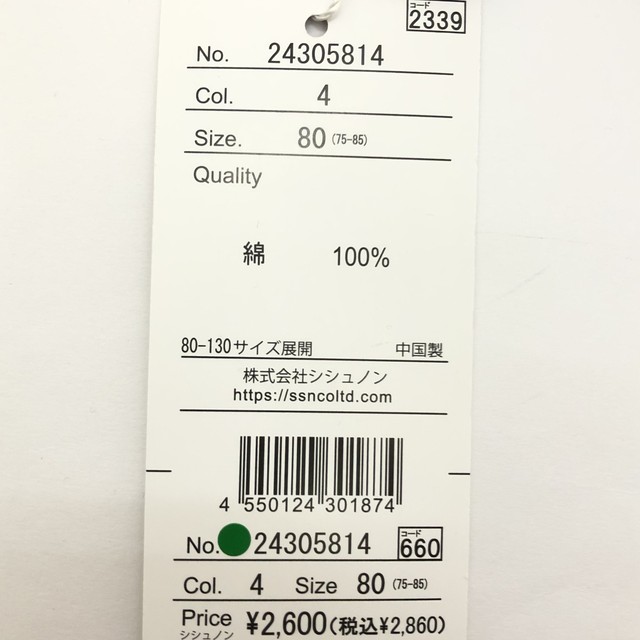 コード
2339
No. 24305814
Col. 4
Size. 80 (75-85)
Quality
綿 100%
80-130サイズ展開 中国製
株式会社シシュノン
https://ssncoltd.com
4 550124 301874
No. 24305814 コード 660
Col. 4 Size 80 (75-85)
Price ¥2,600(税込¥2,860)
シシュノン